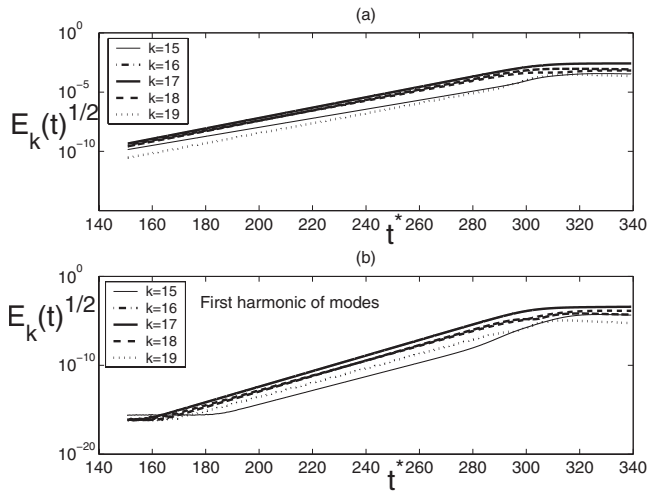 (a)
10^0
10^-5
10^-10
E_k(t)^1/2
k=15
k=16
k=17
k=18
k=19
140 160 180 200 220 240 260 280 300 320 340
t^*
(b)
10^0
10^-10
10^-20
E_k(t)^1/2
k=15
k=16
k=17
k=18
k=19
First harmonic of modes
140 160 180 200 220 240 260 280 300 320 340
t^*